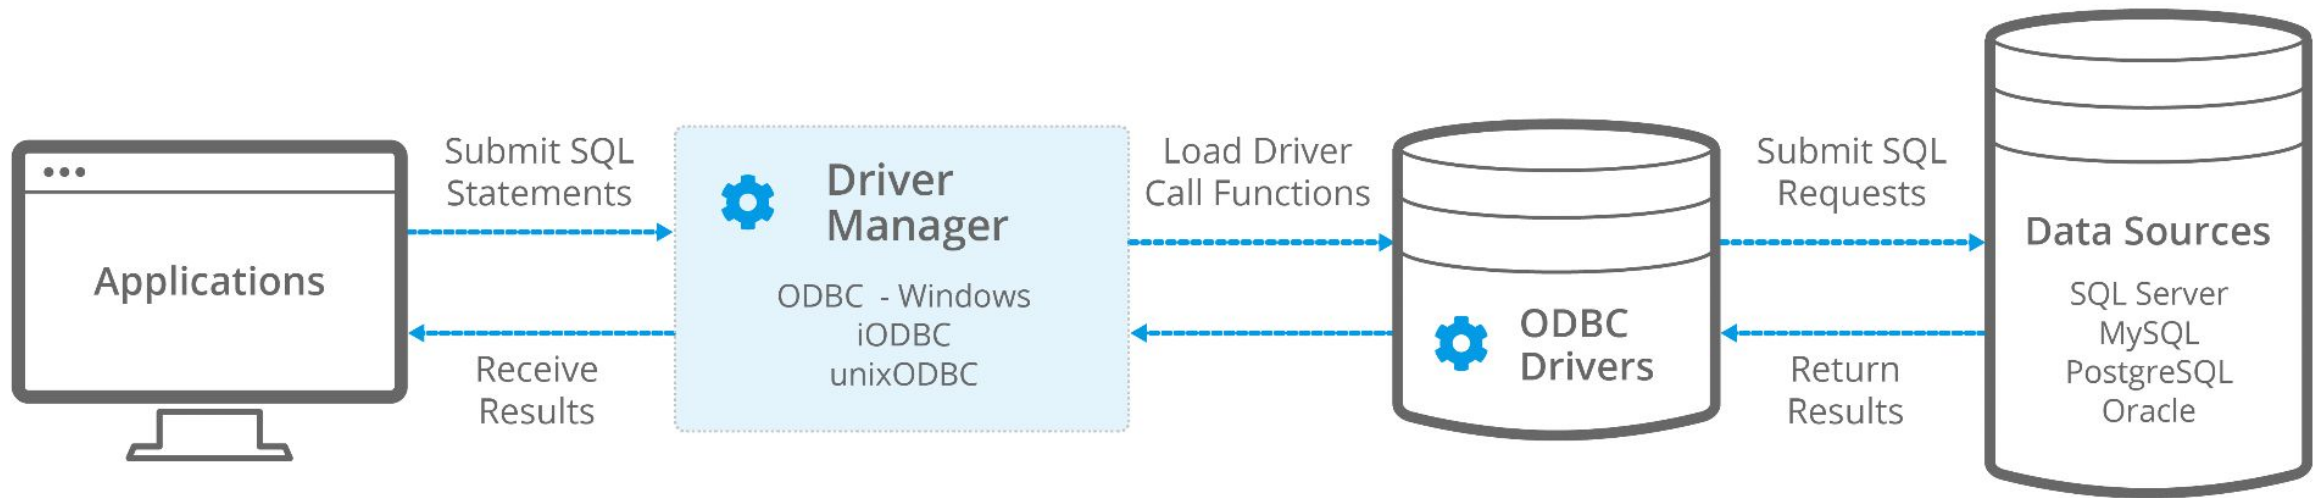 Applications
Submit SQL
Statements
Receive
Results
Driver
Manager
ODBC - Windows
iODBC
unixODBC
Load Driver
Call Functions
ODBC
Drivers
Submit SQL
Requests
Return
Results
Data Sources
SQL Server
MySQL
PostgreSQL
Oracle